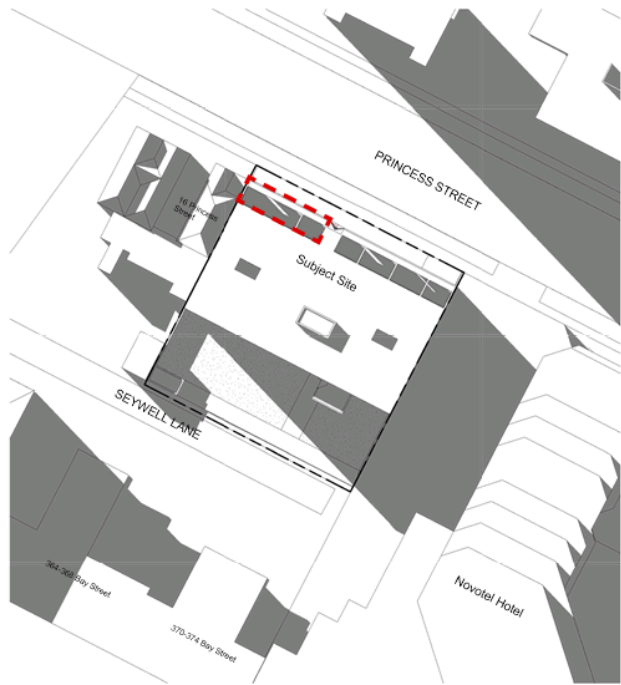 PRINCESS STREET
16 Princess
Street
Subject Site
SEYWELL LANE
364-368 Bay Street
370-374 Bay Street
Novotel Hotel